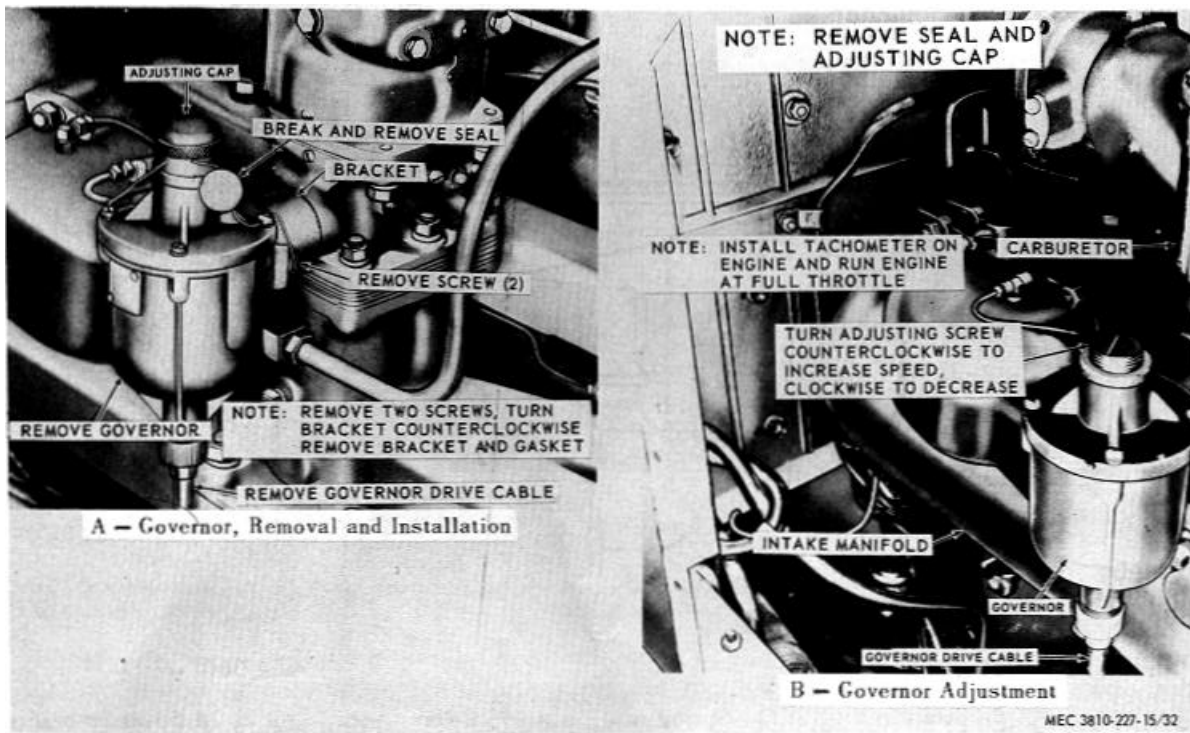 ADJUSTING CAP
BREAK AND REMOVE SEAL
BRACKET
REMOVE SCREW (2)
REMOVE GOVERNOR
NOTE: REMOVE TWO SCREWS, TURN
BRACKET COUNTERCLOCKWISE
REMOVE BRACKET AND GASKET
REMOVE GOVERNOR DRIVE CABLE
A — Governor, Removal and Installation
NOTE: REMOVE SEAL AND
ADJUSTING CAP
NOTE: INSTALL TACHOMETER ON
ENGINE AND RUN ENGINE
AT FULL THROTTLE
CARBURETOR
TURN ADJUSTING SCREW
COUNTERCLOCKWISE TO
INCREASE SPEED,
CLOCKWISE TO DECREASE
INTAKE MANIFOLD
GOVERNOR
GOVERNOR DRIVE CABLE
B — Governor Adjustment
MEC 3810-227-15/32